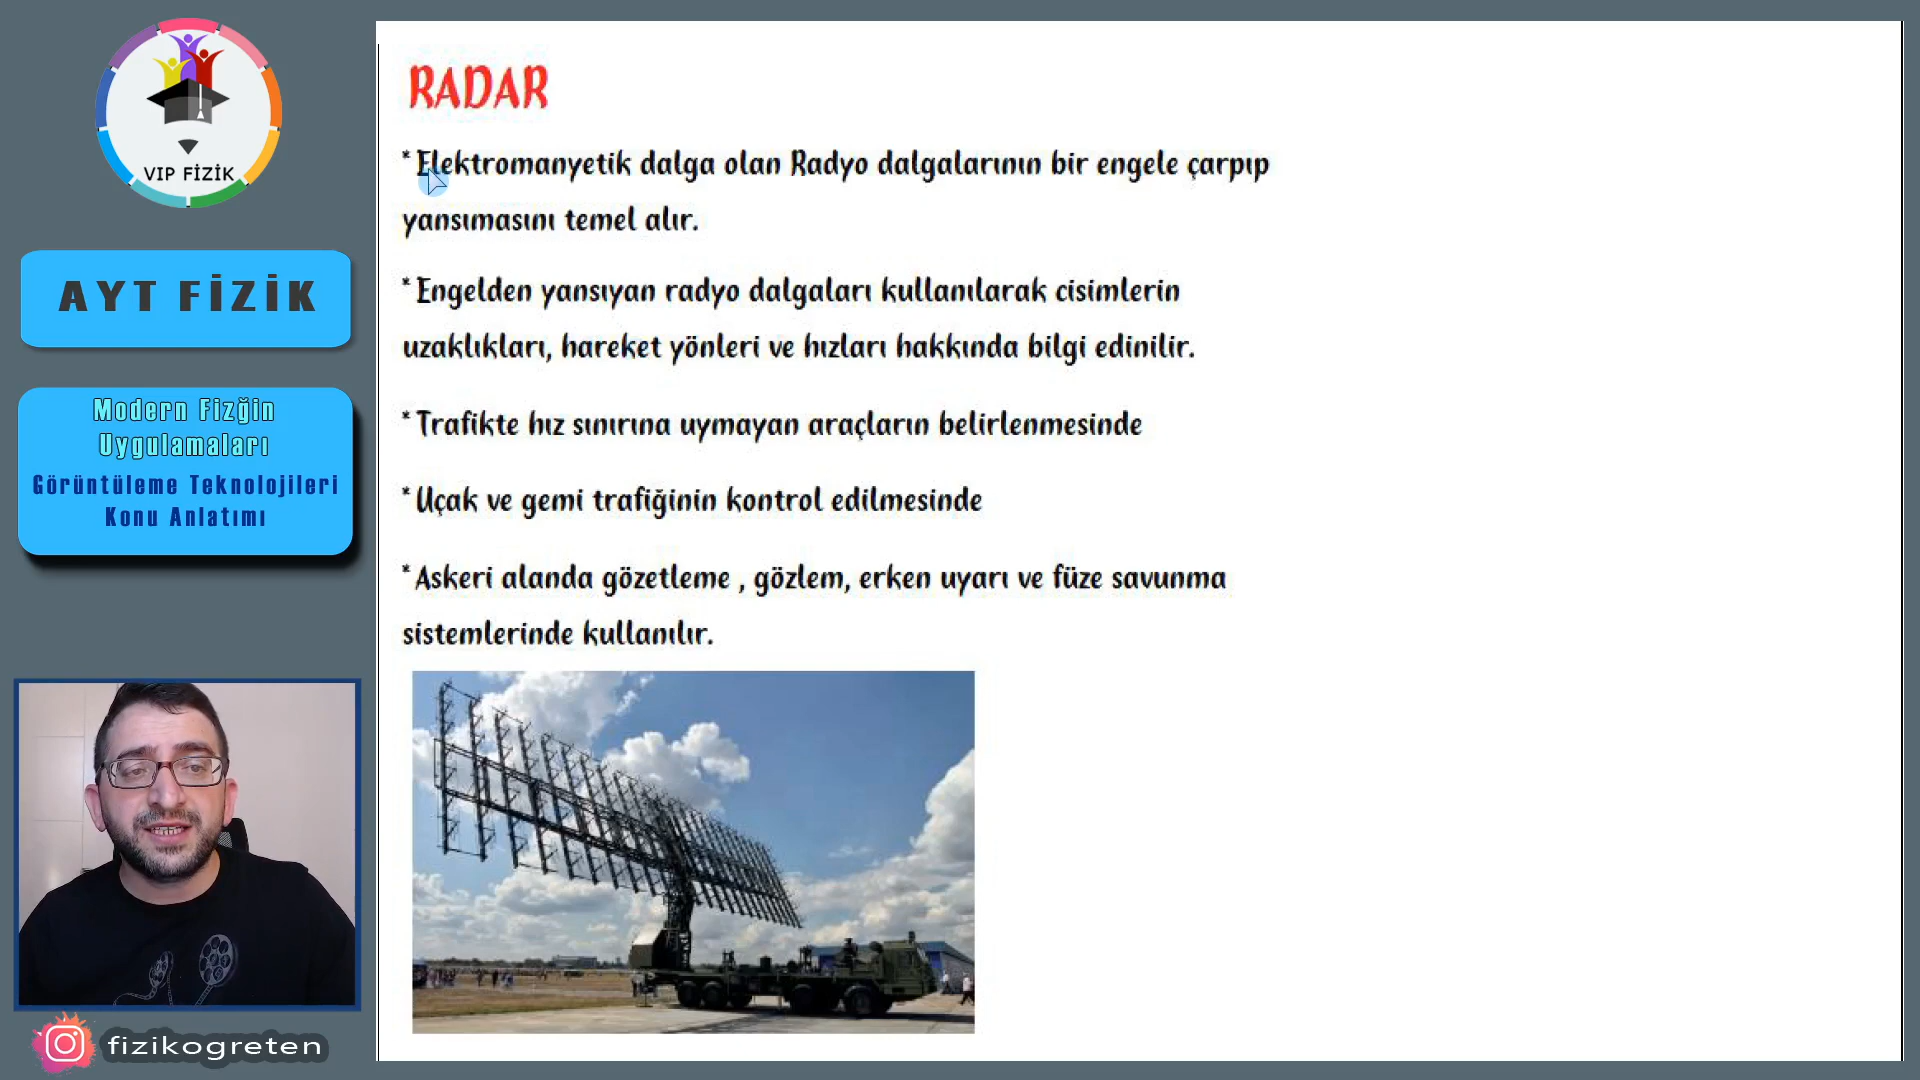 VIP FİZİK
AYT FİZİK
Modern Fizğin
Uygulamaları
Görüntüleme Teknolojileri
Konu Anlatımı
fizikogreten
RADAR
* Elektromanyetik dalga olan Radyo dalgalarının bir engele çarpıp
yansımasını temel alır.
* Engelden yansıyan radyo dalgaları kullanılarak cisimlerin
uzaklıkları, hareket yönleri ve hızları hakkında bilgi edinilir.
* Trafikte hız sınırına uymayan araçların belirlenmesinde
* Uçak ve gemi trafiğinin kontrol edilmesinde
* Askeri alanda gözetleme , gözlem, erken uyarı ve füze savunma
sistemlerinde kullanılır.